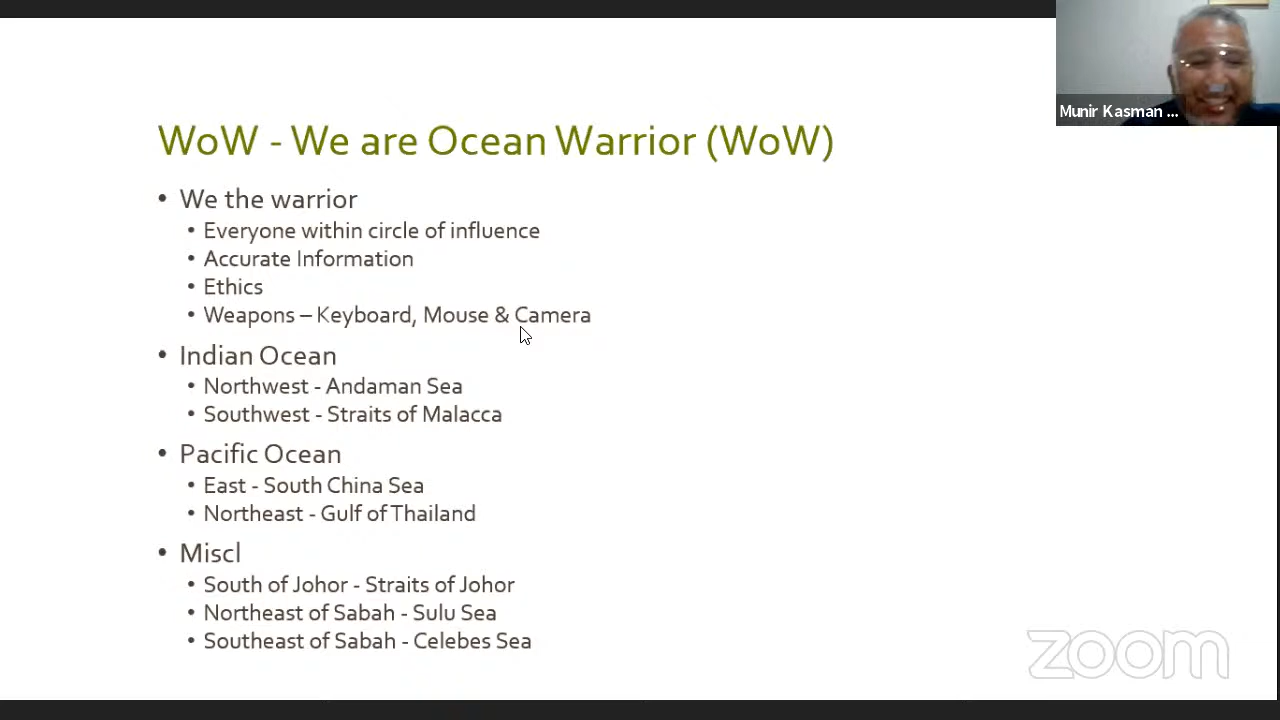 Munir Kasman ...
WoW - We are Ocean Warrior (WoW)
• We the warrior
• Everyone within circle of influence
• Accurate Information
• Ethics
• Weapons – Keyboard, Mouse & Camera
• Indian Ocean
• Northwest - Andaman Sea
• Southwest - Straits of Malacca
• Pacific Ocean
• East - South China Sea
• Northeast - Gulf of Thailand
• Miscl
• South of Johor - Straits of Johor
• Northeast of Sabah - Sulu Sea
• Southeast of Sabah - Celebes Sea
zoom